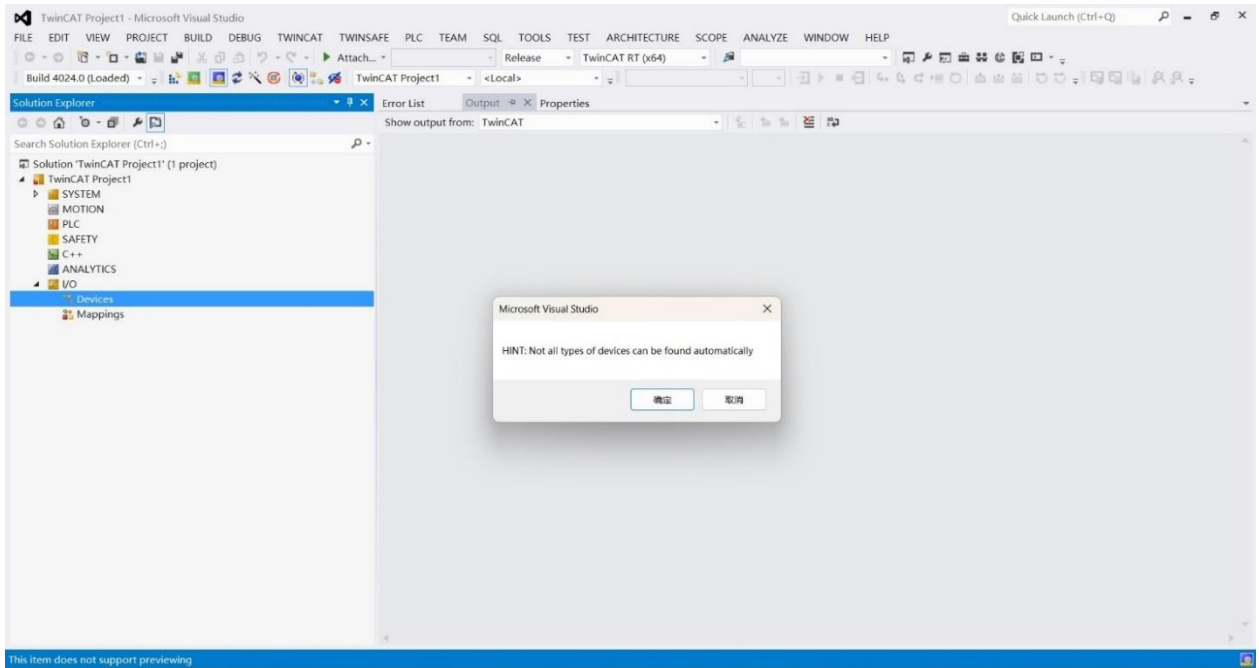 TwinCAT Project1 - Microsoft Visual Studio
Quick Launch (Ctrl+Q)
FILE EDIT VIEW PROJECT BUILD DEBUG TWINCAT TWINSAFE PLC TEAM SQL TOOLS TEST ARCHITECTURE SCOPE ANALYZE WINDOW HELP
Attach... Release TwinCAT RT (x64)
Build 4024.0 (Loaded) TwinCAT Project1 <Local>
Solution Explorer
Error List Output Properties
Show output from: TwinCAT
Search Solution Explorer (Ctrl+;)
Solution 'TwinCAT Project1' (1 project)
TwinCAT Project1
SYSTEM
MOTION
PLC
SAFETY
C++
ANALYTICS
I/O
Devices
Mappings
Microsoft Visual Studio
HINT: Not all types of devices can be found automatically
确定 取消
This item does not support previewing